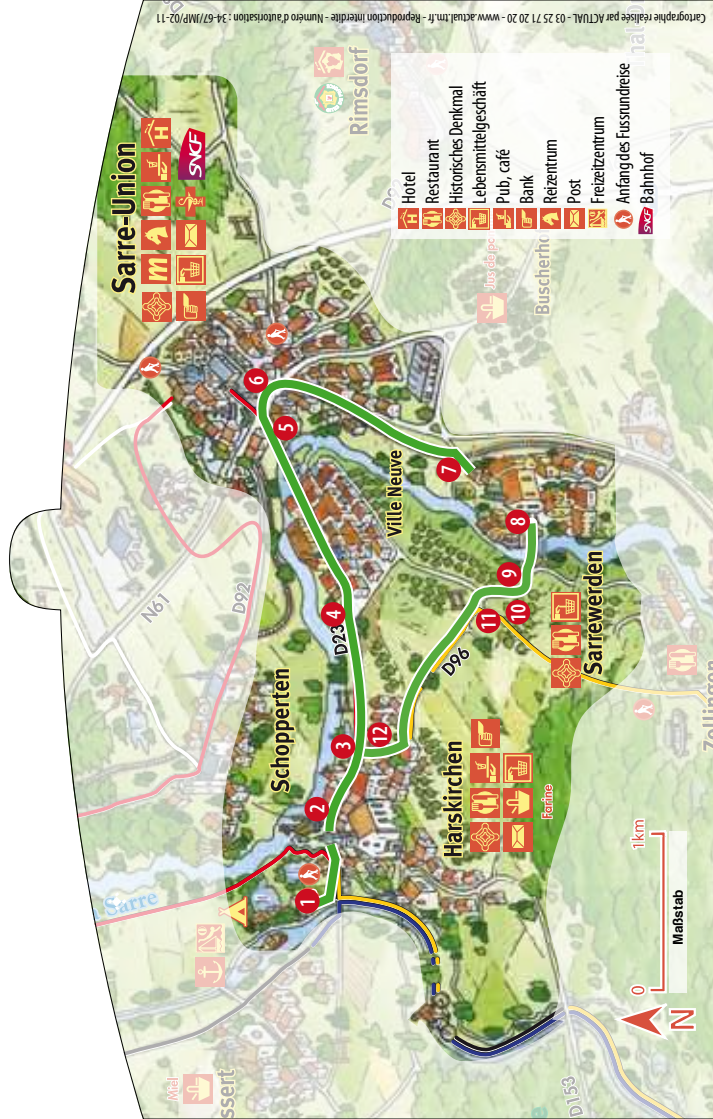 Cartographie réalisée par ACTUAL - 03 25 71 20 20 - www.actual.tm.fr - Reproduction interdite - Numéro d'autorisation : 34-67/JMP/02-11
Rimsdorf
Sarre-Union
H
m
SNCF
Hotel
Restaurant
Historisches Denkmal
Lebensmittelgeschäft
Pub, café
Bank
Reizentrum
Post
Freizeitzentrum
Anfang des Fussrundreise
SNCF Bahnhof
Buscherho
6
5
7
8
9
10
11
12
4
3
2
1
Ville Neuve
N61
D92
D23
D96
Schopperten
Sarrewerden
Harskirchen
Farine
Zollingen
Sarre
Miel
ssert
D153
0
1km
Maßstab
N